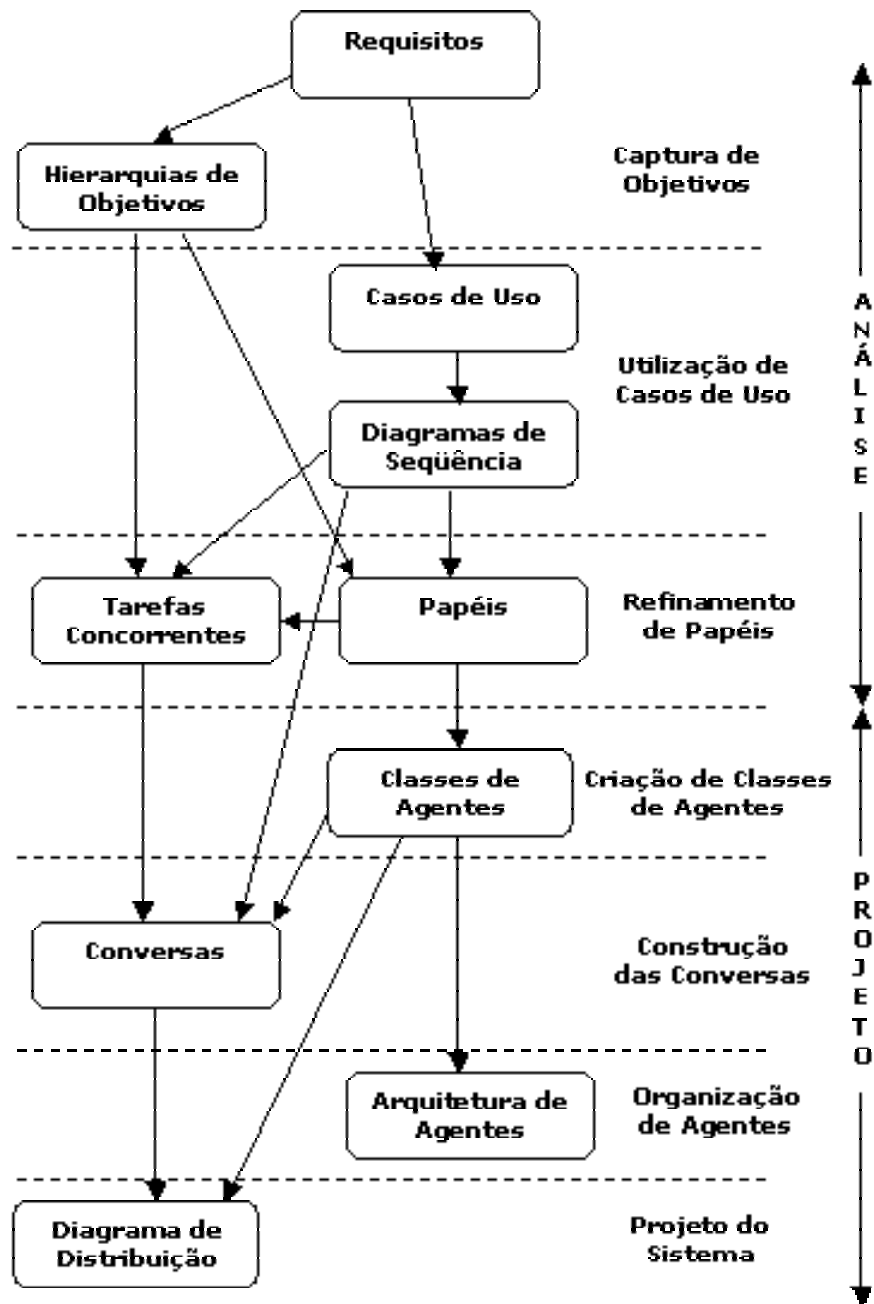 Requisitos
Hierarquias de
Objetivos
Captura de
Objetivos
Casos de Uso
Utilização de
Casos de Uso
Diagramas de
Seqüência
Tarefas
Concorrentes
Papéis
Refinamento
de Papéis
ANÁLISE
Classes de
Agentes
Criação de Classes
de Agentes
Conversas
Construção
das Conversas
Arquitetura de
Agentes
Organização
de Agentes
Diagrama de
Distribuição
Projeto do
Sistema
PROJETO